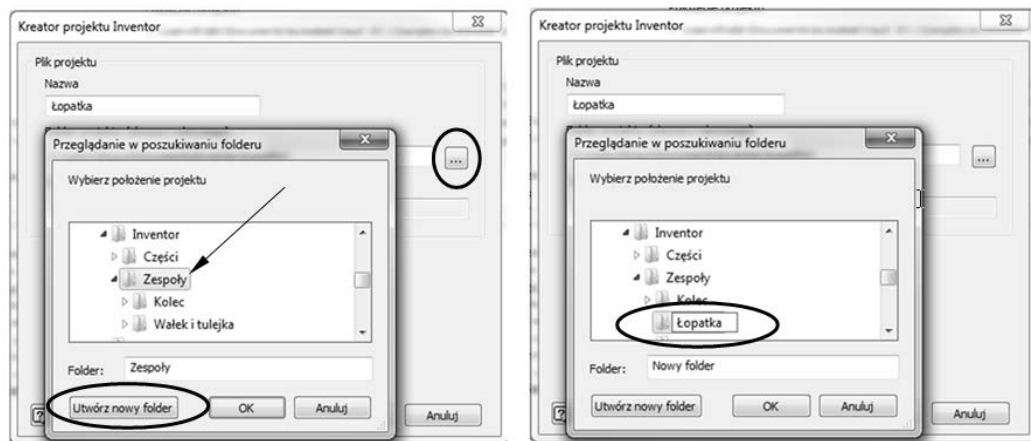 Kreator projektu Inventor
Plik projektu
Nazwa
Łopatka
Przeglądanie w poszukiwaniu folderu
...
Wybierz położenie projektu
Inventor
Części
Zespoły
Kolec
Wałek i tulejka
Folder: Zespoły
Utwórz nowy folder OK Anuluj
Anuluj
Kreator projektu Inventor
Plik projektu
Nazwa
Łopatka
Przeglądanie w poszukiwaniu folderu
...
Wybierz położenie projektu
Inventor
Części
Zespoły
Kolec
Łopatka
Folder: Nowy folder
Utwórz nowy folder OK Anuluj
Anuluj